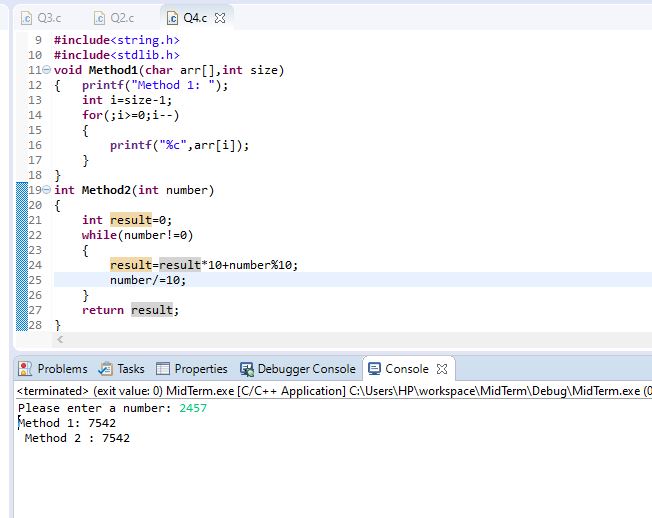 Q3.c Q2.c Q4.c
9 #include<string.h>
10 #include<stdlib.h>
11 void Method1(char arr[],int size)
12 {   printf("Method 1: ");
13     int i=size-1;
14     for(;i>=0;i--)
15     {
16         printf("%c",arr[i]);
17     }
18 }
19 int Method2(int number)
20 {
21     int result=0;
22     while(number!=0)
23     {
24         result=result*10+number%10;
25         number/=10;
26     }
27     return result;
28 }
Problems Tasks Properties Debugger Console Console
<terminated> (exit value: 0) MidTerm.exe [C/C++ Application] C:\Users\HP\workspace\MidTerm\Debug\MidTerm.exe (0
Please enter a number: 2457
Method 1: 7542
 Method 2 : 7542